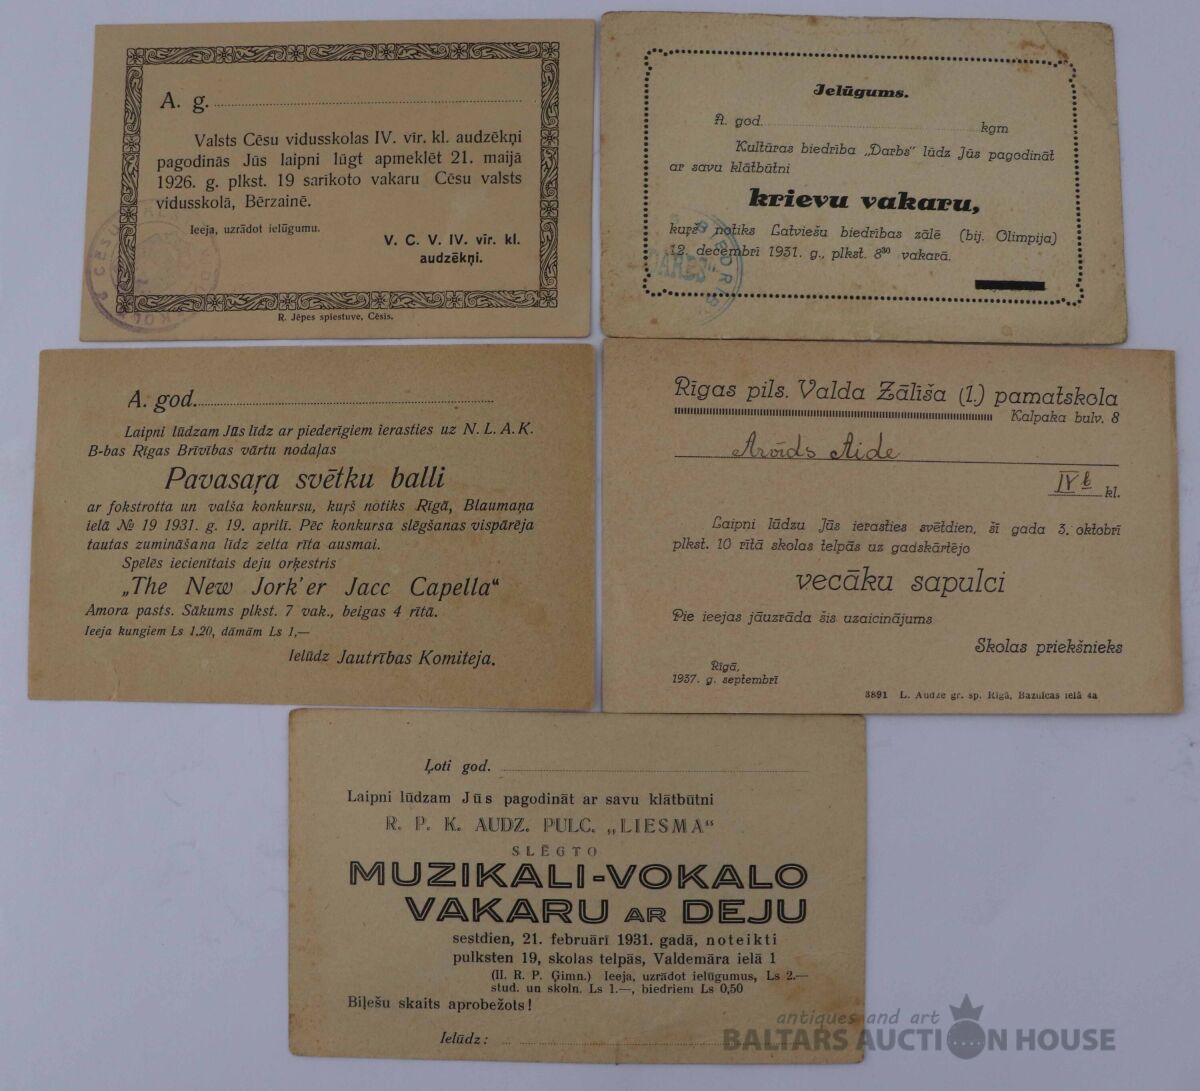 A. g.
Valsts Cēsu vidusskolas IV. vīr. kl. audzēkņi
pagodinās Jūs laipni lūgt apmeklēt 21. maijā
1926. g. plkst. 19 sarīkoto vakaru Cēsu valsts
vidusskolā, Bērzainē.
Ieeja, uzrādot ielūgumu.
V. C. V. IV. vīr. kl.
audzēkņi.
R. Jēpes spiestuve, Cēsis.
Ielūgums.
A. god. kgm
Kultūras biedrība „Darbs" lūdz Jūs pagodināt
ar savu klātbūtni
krievu vakaru,
kuŗš notiks Latviešu biedrības zālē (bij. Olimpija)
12. decembrī 1931. g., plkst. 8³⁰ vakarā.
A. god.
Laipni lūdzam Jūs līdz ar piederīgiem ierasties uz N. L. A. K.
B-bas Rīgas Brīvības vārtu nodaļas
Pavasaŗa svētku balli
ar fokstrotta un valša konkursu, kuŗš notiks Rīgā, Blaumaņa
ielā № 19 1931. g. 19. aprilī. Pēc konkursa slēgšanas vispārēja
tautas zumināšana līdz zelta rīta ausmai.
Spēlēs iecienītais deju orķestris
„The New Jork'er Jacc Capella"
Amora pasts. Sākums plkst. 7 vak., beigas 4 rītā.
Ieeja kungiem Ls 1,20, dāmām Ls 1,—
Ielūdz Jautrības Komiteja.
Rīgas pils. Valda Zālīša (1.) pamatskola
Kalpaka bulv. 8
Arvīds Aide
IV b kl.
Laipni lūdzu Jūs ierasties svētdien, šī gada 3. oktobrī
plkst. 10 rītā skolas telpās uz gadskārtējo
vecāku sapulci
Pie ieejas jāuzrāda šis uzaicinājums
Skolas priekšnieks
Rīgā,
1937. g. septembrī
3891 L. Audze gr. sp. Rīgā, Baznīcas ielā 4a
Ļoti god.
Laipni lūdzam Jūs pagodināt ar savu klātbūtni
R. P. K. AUDZ. PULC. „LIESMA"
SLĒGTO
MUZIKALI-VOKALO
VAKARU AR DEJU
sestdien, 21. februārī 1931. gadā, noteikti
pulksten 19, skolas telpās, Valdemāra ielā 1
(II. R. P. Ģimn.) Ieeja, uzrādot ielūgumus, Ls 2.—
stud. un skoln. Ls 1.—, biedriem Ls 0,50
Biļešu skaits aprobežots!
Ielūdz:
antiques and art
BALTARS AUCTION HOUSE